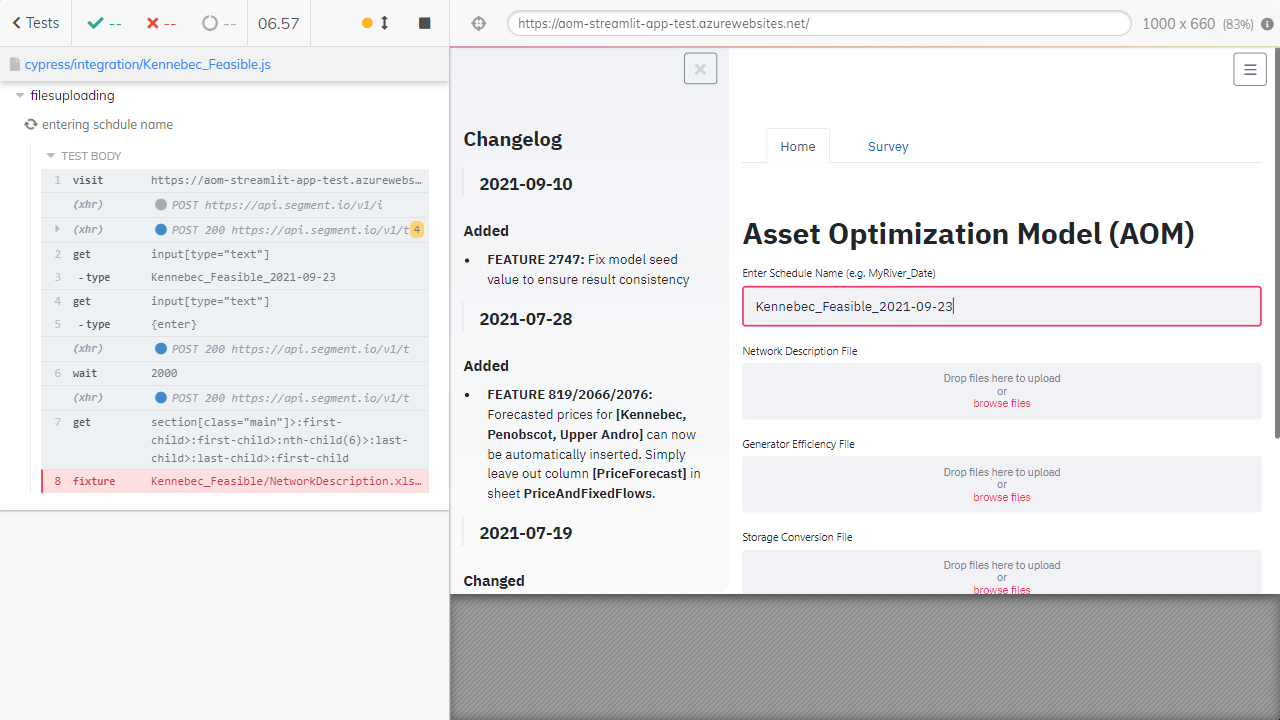 Tests
--
--
--
06.57
https://aom-streamlit-app-test.azurewebsites.net/
1000 x 660 (83%)
cypress/integration/Kennebec_Feasible.js
filesuploading
entering schdule name
TEST BODY
1 visit https://aom-streamlit-app-test.azurewebs…
(xhr) POST https://api.segment.io/v1/i
(xhr) POST 200 https://api.segment.io/v1/t 4
2 get input[type="text"]
3 -type Kennebec_Feasible_2021-09-23
4 get input[type="text"]
5 -type {enter}
(xhr) POST 200 https://api.segment.io/v1/t
6 wait 2000
(xhr) POST 200 https://api.segment.io/v1/t
7 get section[class="main"]>:first-
child>:first-child>:nth-child(6)>:last-
child>:last-child>:first-child
8 fixture Kennebec_Feasible/NetworkDescription.xls…
Changelog
2021-09-10
Added
• FEATURE 2747: Fix model seed
value to ensure result consistency
2021-07-28
Added
• FEATURE 819/2066/2076:
Forecasted prices for [Kennebec,
Penobscot, Upper Andro] can now
be automatically inserted. Simply
leave out column [PriceForecast] in
sheet PriceAndFixedFlows.
2021-07-19
Changed
Home Survey
Asset Optimization Model (AOM)
Enter Schedule Name (e.g. MyRiver_Date)
Kennebec_Feasible_2021-09-23
Network Description File
Drop files here to upload
or
browse files
Generator Efficiency File
Drop files here to upload
or
browse files
Storage Conversion File
Drop files here to upload
or
browse files